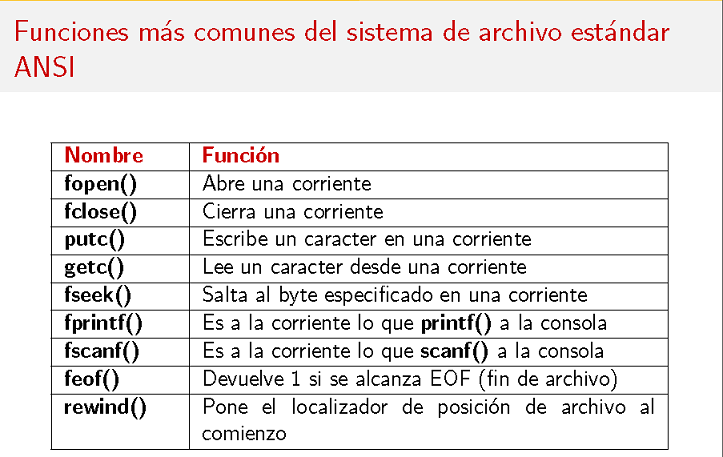 Funciones más comunes del sistema de archivo estándar
ANSI
Nombre Función
fopen() Abre una corriente
fclose() Cierra una corriente
putc() Escribe un caracter en una corriente
getc() Lee un caracter desde una corriente
fseek() Salta al byte especificado en una corriente
fprintf() Es a la corriente lo que printf() a la consola
fscanf() Es a la corriente lo que scanf() a la consola
feof() Devuelve 1 si se alcanza EOF (fin de archivo)
rewind() Pone el localizador de posición de archivo al
comienzo